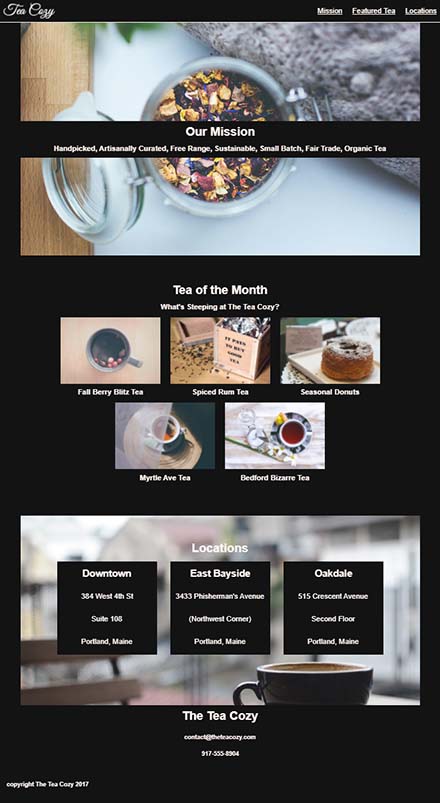 Tea Cozy
Mission Featured Tea Locations
Our Mission
Handpicked, Artisanally Curated, Free Range, Sustainable, Small Batch, Fair Trade, Organic Tea
Tea of the Month
What's Steeping at The Tea Cozy?
IT PAYS
TO BUY
GOOD
TEA
Fall Berry Blitz Tea
Spiced Rum Tea
Seasonal Donuts
Myrtle Ave Tea
Bedford Bizarre Tea
Locations
Downtown
384 West 4th St
Suite 108
Portland, Maine
East Bayside
3433 Phisherman's Avenue
(Northwest Corner)
Portland, Maine
Oakdale
515 Crescent Avenue
Second Floor
Portland, Maine
The Tea Cozy
contact@theteacozy.com
917-555-8904
copyright The Tea Cozy 2017